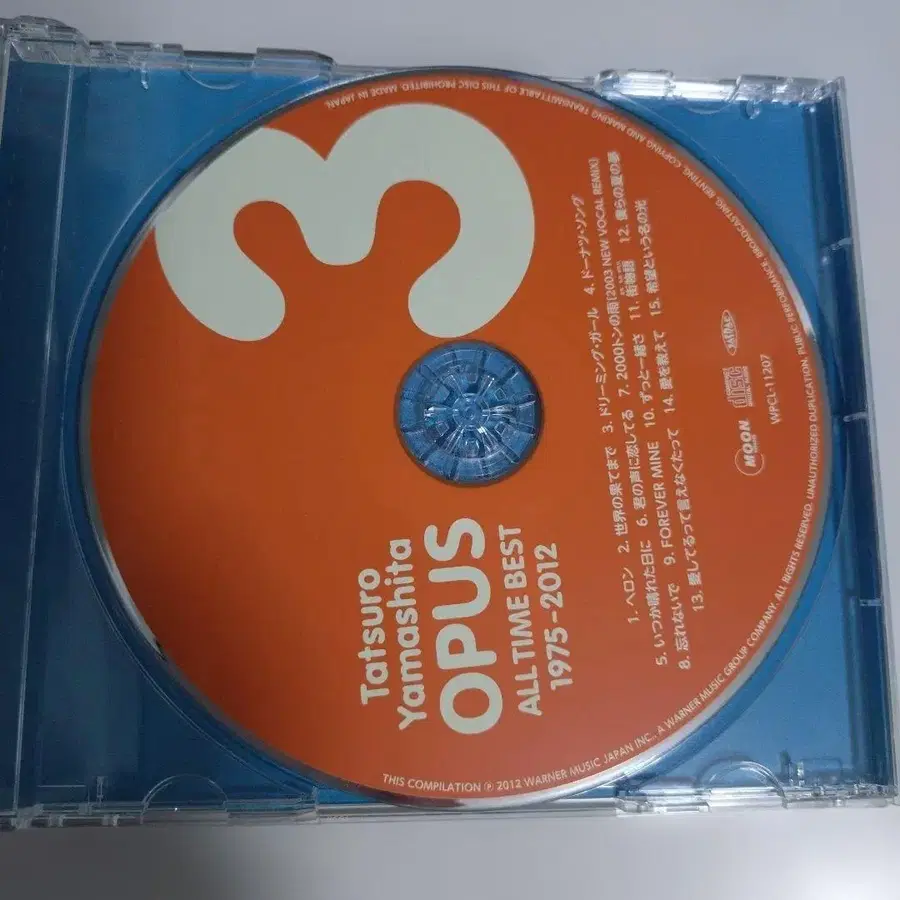 3
Tatsuro
Yamashita
OPUS
ALL TIME BEST
1975-2012
1. ヘロン 2. 世界の果てまで 3. ドリーミング・ガール 4. ドーナツ・ソング
5. いつか晴れた日に 6. 君の声に恋してる 7. 2000トンの雨[2003 NEW VOCAL REMIX]
8. 忘れないで 9. FOREVER MINE 10. ずっと一緒さ 11. 街物語 12. 僕らの夏の夢
13. 愛してるって言えなくたって 14. 愛を教えて 15. 希望という名の光
MOON
disc
JASRAC
WPCL-11207
THIS COMPILATION ℗ 2012 WARNER MUSIC JAPAN INC., A WARNER MUSIC GROUP COMPANY. ALL RIGHTS RESERVED. UNAUTHORIZED DUPLICATION, PUBLIC PERFORMANCE, BROADCASTING, RENTING, COPYING AND MAKING TRANSMITTABLE OF THIS DISC PROHIBITED. MADE IN JAPAN.